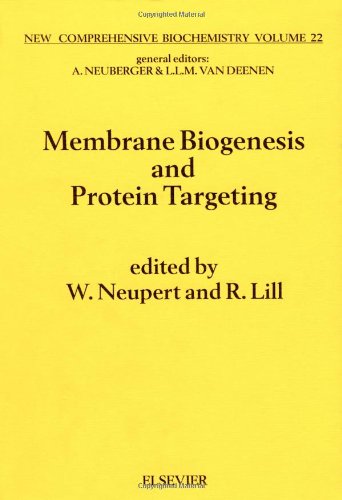 NEW COMPREHENSIVE BIOCHEMISTRY VOLUME 22
general editors:
A. NEUBERGER & L.L.M. VAN DEENEN
Membrane Biogenesis
and
Protein Targeting
edited by
W. Neupert and R. Lill
ELSEVIER